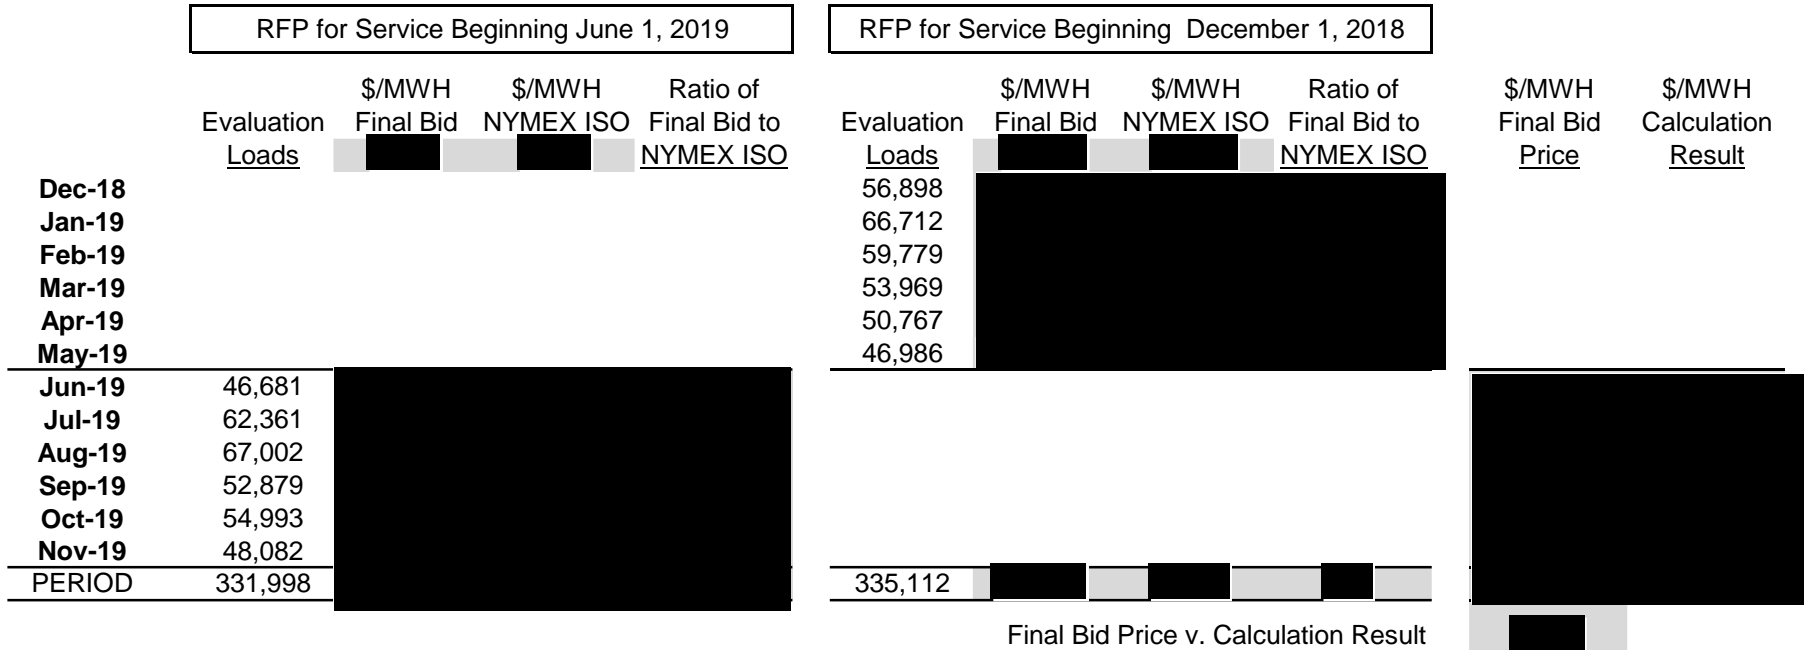 RFP for Service Beginning June 1, 2019 RFP for Service Beginning December 1, 2018
$/MWH $/MWH Ratio of $/MWH $/MWH Ratio of $/MWH $/MWH
Evaluation Final Bid NYMEX ISO Final Bid to Evaluation Final Bid NYMEX ISO Final Bid to Final Bid Calculation
Loads NYMEX ISO Loads NYMEX ISO Price Result
Dec-18 56,898
Jan-19 66,712
Feb-19 59,779
Mar-19 53,969
Apr-19 50,767
May-19 46,986
Jun-19 46,681
Jul-19 62,361
Aug-19 67,002
Sep-19 52,879
Oct-19 54,993
Nov-19 48,082
PERIOD 331,998 335,112
Final Bid Price v. Calculation Result